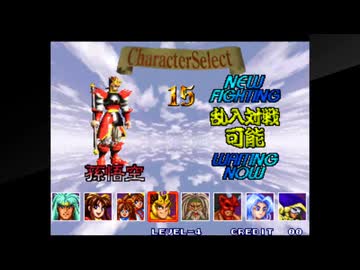 CharacterSelect
15
NEW
FIGHTING
乱入対戦
可能
WAITING
NOW
孫悟空
LEVEL-4
CREDIT 00